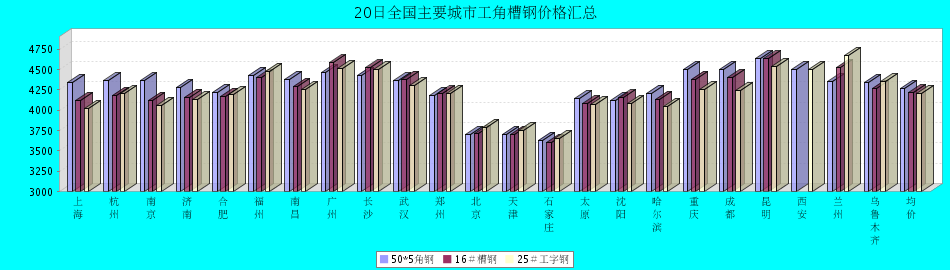 20日全国主要城市工角槽钢价格汇总
4750
4500
4250
4000
3750
3500
3250
3000
上海 杭州 南京 济南 合肥 福州 南昌 广州 长沙 武汉 郑州 北京 天津 石家庄 太原 沈阳 哈尔滨 重庆 成都 昆明 西安 兰州 乌鲁木齐 均价
50*5角钢 16#槽钢 25#工字钢